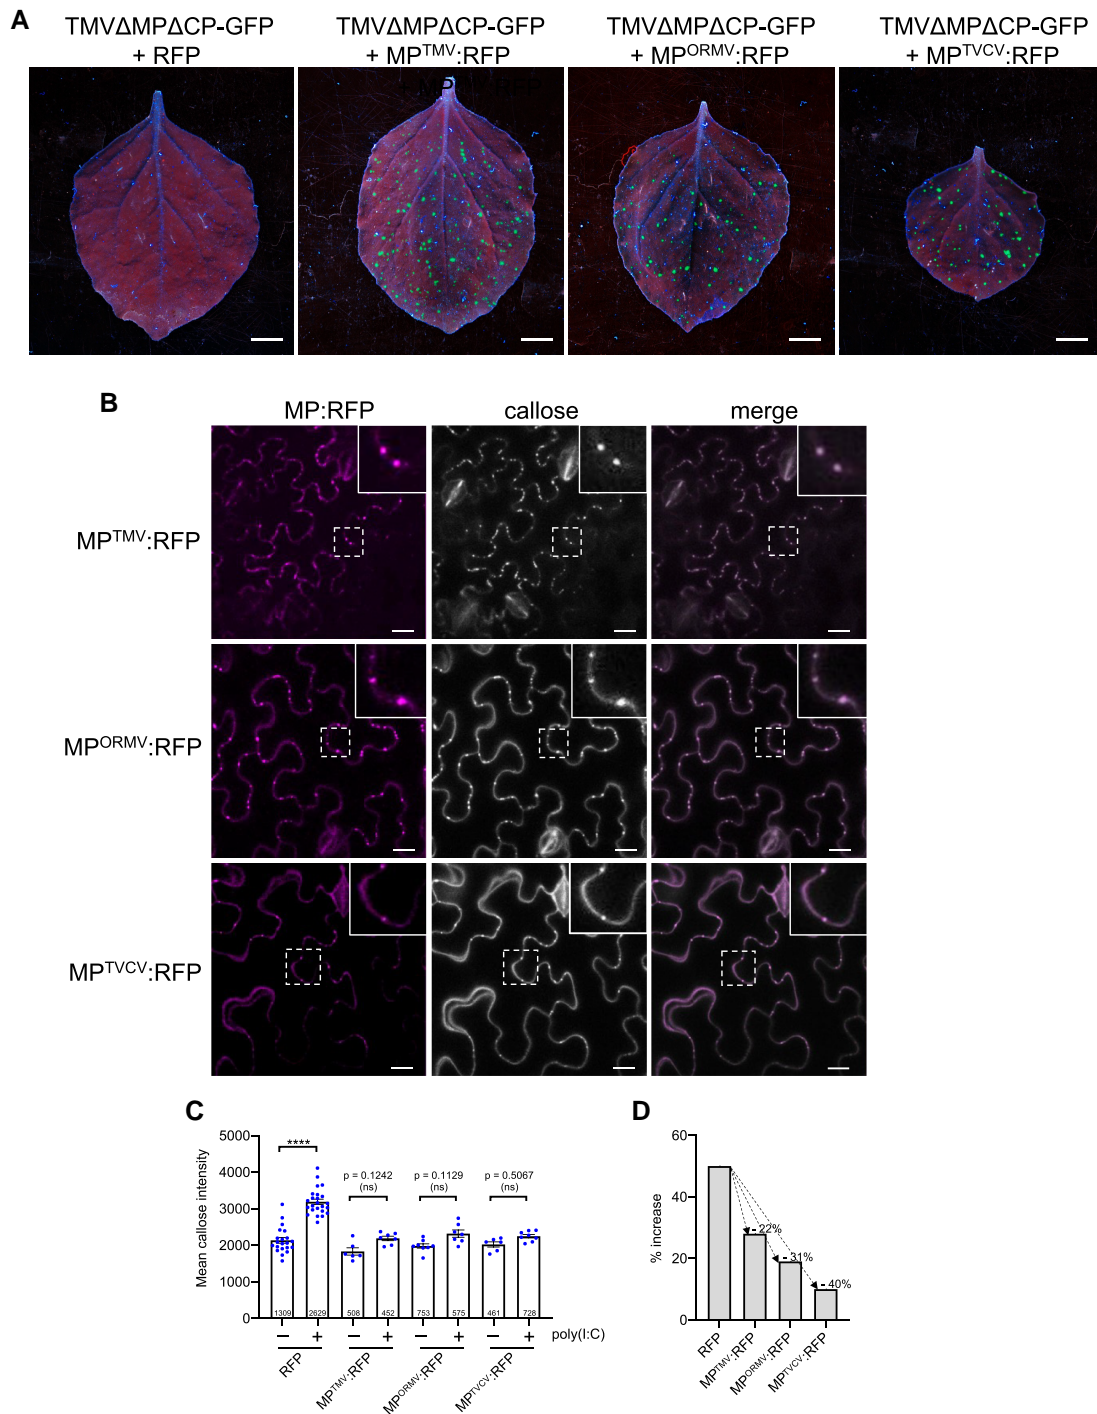 A
TMVΔMPΔCP-GFP
+ RFP
TMVΔMPΔCP-GFP
+ MPTMV:RFP
TMVΔMPΔCP-GFP
+ MPORMV:RFP
TMVΔMPΔCP-GFP
+ MPTVCV:RFP
B
MP:RFP
callose
merge
MPTMV:RFP
MPORMV:RFP
MPTVCV:RFP
C
Mean callose intensity
5000
4000
3000
2000
1000
0
****
p = 0.1242
(ns)
p = 0.1129
(ns)
p = 0.5067
(ns)
1309
2629
508
452
753
575
461
728
− + − + − + − + poly(I:C)
RFP
MPTMV:RFP
MPORMV:RFP
MPTVCV:RFP
D
% increase
60
40
20
0
- 22%
- 31%
- 40%
RFP
MPTMV:RFP
MPORMV:RFP
MPTVCV:RFP